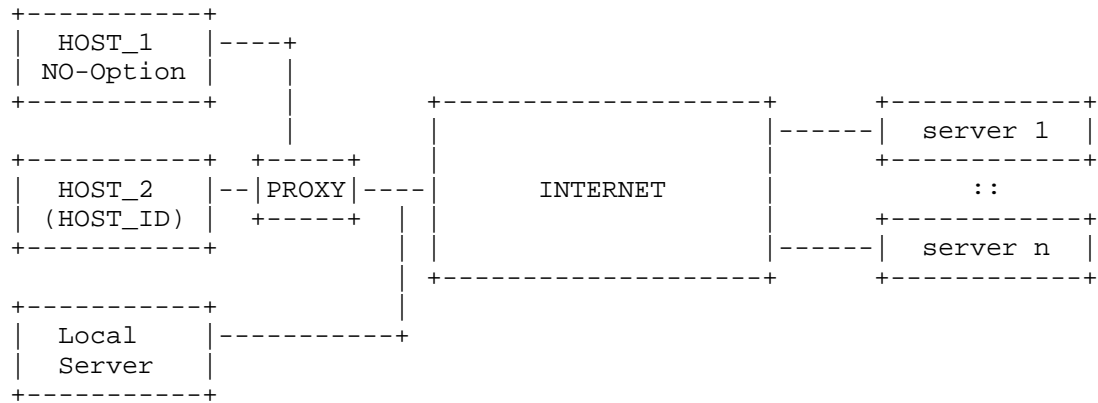 HOST_1
NO-Option
server 1
HOST_2 PROXY INTERNET ::
(HOST_ID)
server n
Local
Server